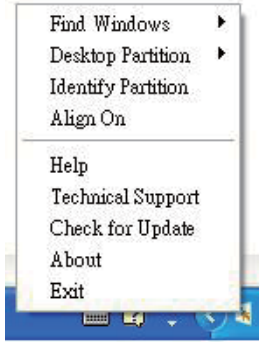 Find Windows
Desktop Partition
Identify Partition
Align On
Help
Technical Support
Check for Update
About
Exit